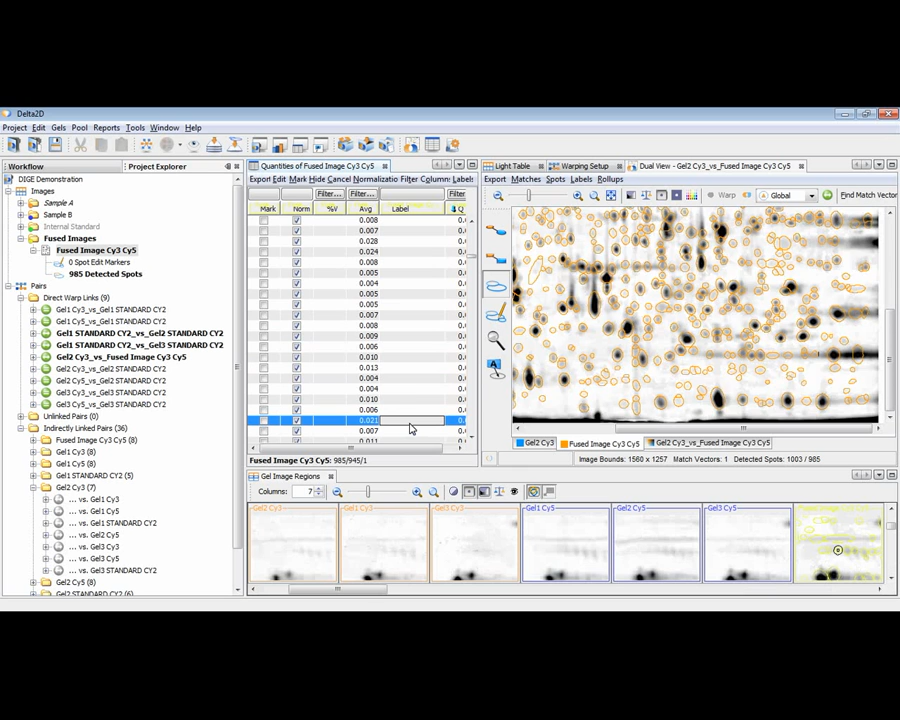 Delta2D
Project Edit Gels Pool Reports Tools Window Help
Workflow Project Explorer
DIGE Demonstration
Images
Sample A
Sample B
Internal Standard
Fused Images
Fused Image Cy3 Cy5
0 Spot Edit Markers
985 Detected Spots
Pairs
Direct Warp Links (9)
Gel1 Cy3_vs_Gel1 STANDARD CY2
Gel1 Cy5_vs_Gel1 STANDARD CY2
Gel1 STANDARD CY2_vs_Gel2 STANDARD CY2
Gel1 STANDARD CY2_vs_Gel3 STANDARD CY2
Gel2 Cy3_vs_Fused Image Cy3 Cy5
Gel2 Cy3_vs_Gel2 STANDARD CY2
Gel2 Cy5_vs_Gel2 STANDARD CY2
Gel3 Cy3_vs_Gel3 STANDARD CY2
Gel3 Cy5_vs_Gel3 STANDARD CY2
Unlinked Pairs (0)
Indirectly Linked Pairs (36)
Fused Image Cy3 Cy5 (8)
Gel1 Cy3 (8)
Gel1 Cy5 (8)
Gel1 STANDARD CY2 (6)
Gel2 Cy3 (7)
... vs. Gel1 Cy3
... vs. Gel1 Cy5
... vs. Gel1 STANDARD CY2
... vs. Gel2 Cy5
... vs. Gel3 Cy3
... vs. Gel3 Cy5
... vs. Gel3 STANDARD CY2
Gel2 Cy5 (8)
Gel2 STANDARD CY2 (6)
Quantities of Fused Image Cy3 Cy5
Export Edit Mark Hide Cancel Normalizatio Filter Column: Labels
Filter... Filter... Filter
Mark Norm %V Avg Label Q
0.008
0.007
0.028
0.024
0.008
0.005
0.004
0.005
0.005
0.007
0.008
0.009
0.006
0.010
0.013
0.004
0.004
0.010
0.006
0.021
0.007
0.011
Fused Image Cy3 Cy5: 985/945/1
Light Table Warping Setup Dual View - Gel2 Cy3_vs_Fused Image Cy3 Cy5
Export Matches Spots Labels Rollups
Warp Global Find Match Vector
Gel2 Cy3 Fused Image Cy3 Cy5 Gel2 Cy3_vs_Fused Image Cy3 Cy5
Image Bounds: 1560 x 1257 Match Vectors: 1 Detected Spots: 1003 / 985
Gel Image Regions
Columns: 7
Gel2 Cy3 Gel1 Cy3 Gel3 Cy3 Gel1 Cy5 Gel2 Cy5 Gel3 Cy5